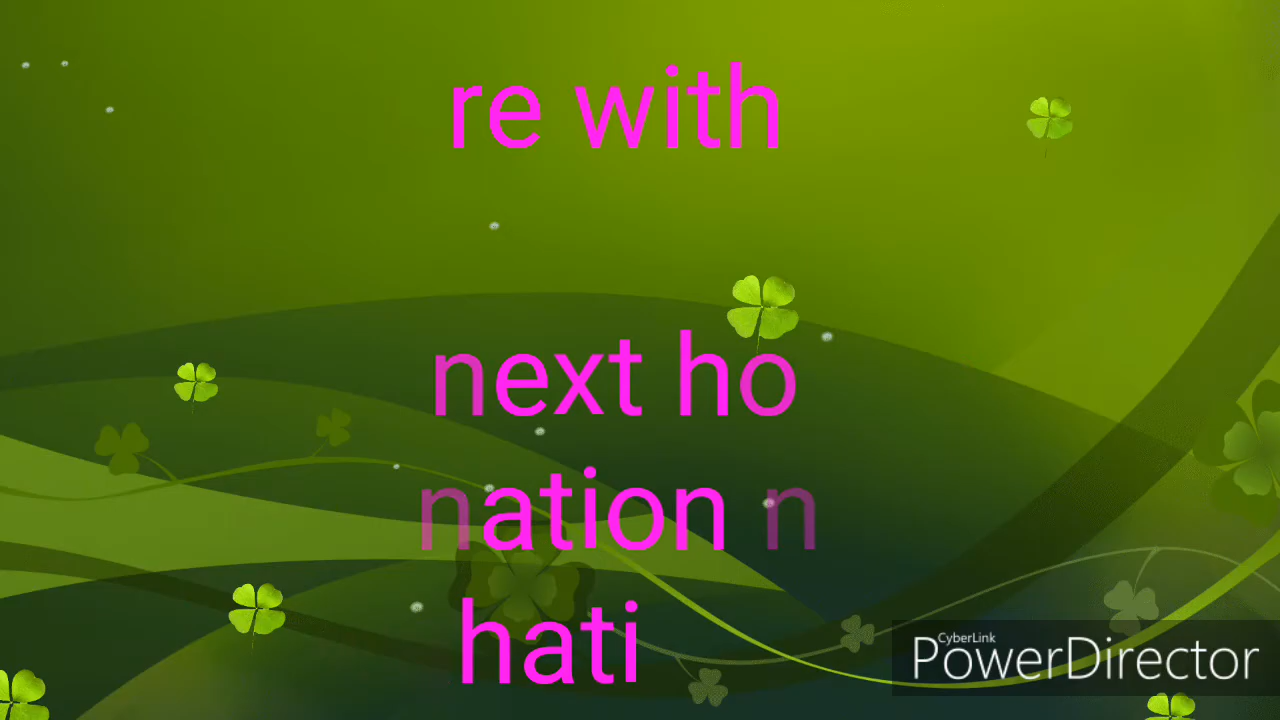 re with
next ho
nation n
hati
CyberLink
PowerDirector